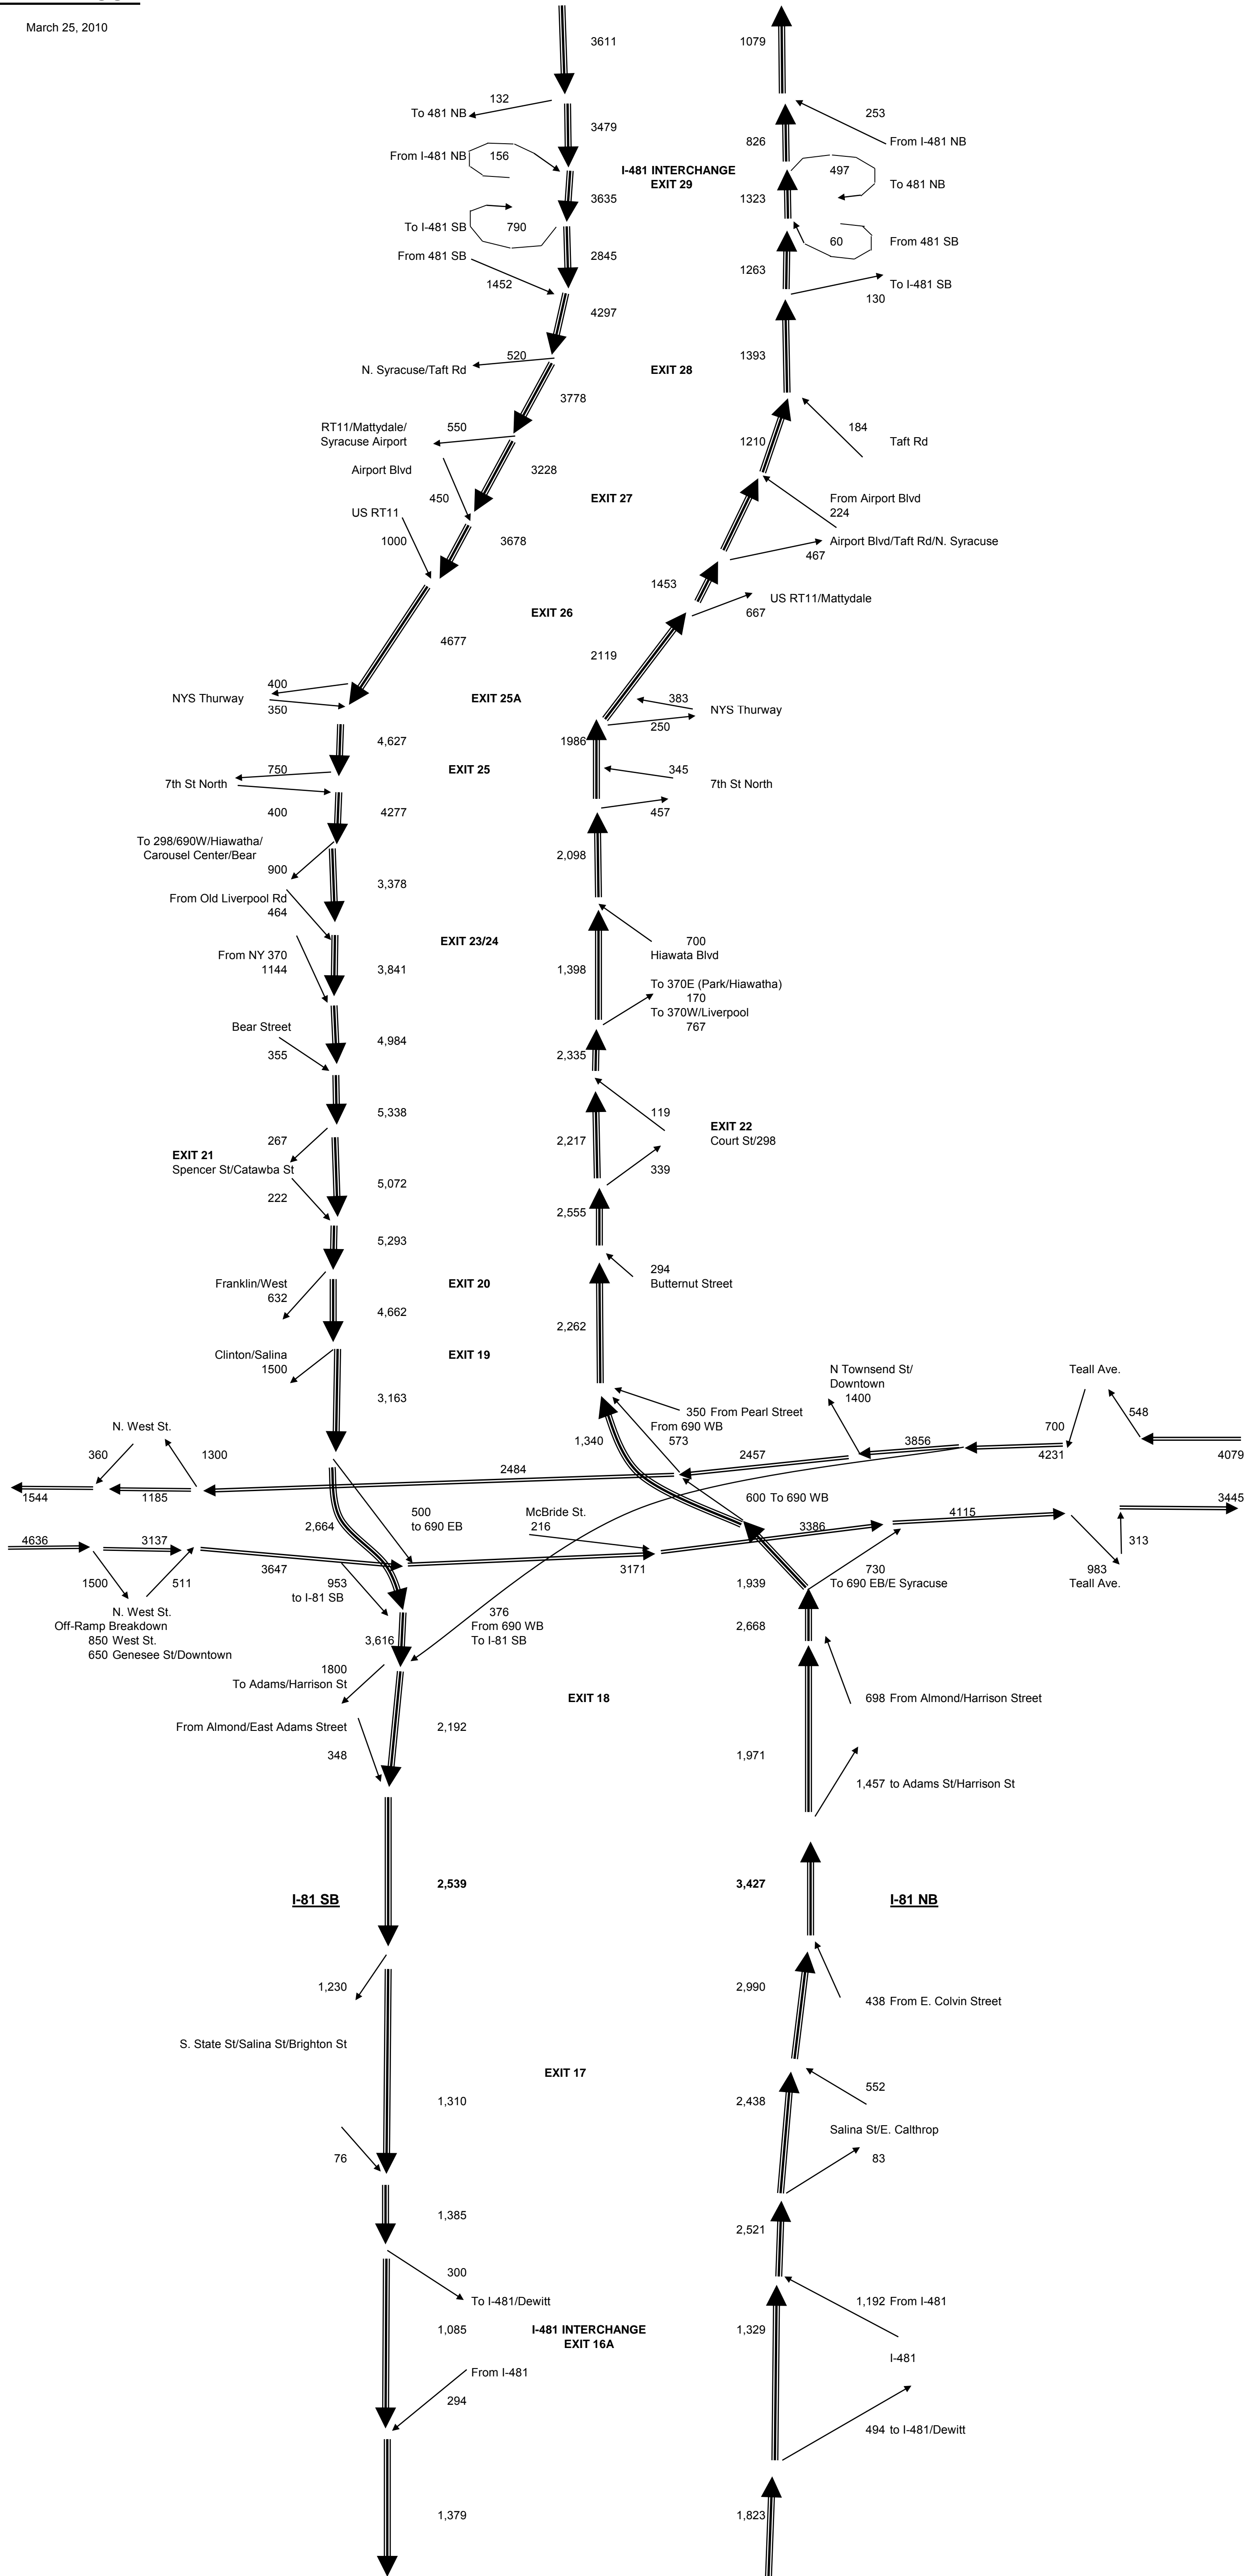 March 25, 2010
3611
1079
132
To 481 NB
3479
253
826
From I-481 NB
From I-481 NB
156
I-481 INTERCHANGE
EXIT 29
497
To 481 NB
3635
1323
To I-481 SB
790
60
From 481 SB
From 481 SB
2845
1263
To I-481 SB
1452
130
4297
520
1393
N. Syracuse/Taft Rd
EXIT 28
3778
RT11/Mattydale/
Syracuse Airport
550
184
1210
Taft Rd
Airport Blvd
3228
450
EXIT 27
From Airport Blvd
224
US RT11
1000
3678
Airport Blvd/Taft Rd/N. Syracuse
467
1453
US RT11/Mattydale
EXIT 26
667
4677
2119
400
NYS Thurway
350
EXIT 25A
383
NYS Thurway
250
4,627
1986
750
EXIT 25
345
7th St North
7th St North
400
4277
457
To 298/690W/Hiawatha/
Carousel Center/Bear
2,098
900
3,378
From Old Liverpool Rd
464
EXIT 23/24
700
Hiawata Blvd
From NY 370
1144
3,841
1,398
To 370E (Park/Hiawatha)
170
To 370W/Liverpool
767
Bear Street
4,984
355
2,335
5,338
119
EXIT 22
Court St/298
267
2,217
EXIT 21
Spencer St/Catawba St
339
5,072
222
2,555
5,293
294
Butternut Street
Franklin/West
632
EXIT 20
4,662
2,262
Clinton/Salina
1500
EXIT 19
N Townsend St/
Downtown
1400
Teall Ave.
3,163
350 From Pearl Street
From 690 WB
573
548
700
N. West St.
1,340
3856
360
1300
2457
4231
4079
2484
1544
1185
600 To 690 WB
3445
500
to 690 EB
McBride St.
216
2,664
3386
4115
4636
3137
313
3647
3171
730
To 690 EB/E Syracuse
983
Teall Ave.
1500
511
953
to I-81 SB
1,939
N. West St.
Off-Ramp Breakdown
850 West St.
650 Genesee St/Downtown
376
From 690 WB
To I-81 SB
3,616
2,668
1800
To Adams/Harrison St
EXIT 18
698 From Almond/Harrison Street
From Almond/East Adams Street
2,192
348
1,971
1,457 to Adams St/Harrison St
2,539
3,427
I-81 SB
I-81 NB
1,230
2,990
438 From E. Colvin Street
S. State St/Salina St/Brighton St
EXIT 17
552
1,310
2,438
Salina St/E. Calthrop
76
83
1,385
2,521
300
To I-481/Dewitt
1,192 From I-481
1,085
I-481 INTERCHANGE
EXIT 16A
1,329
I-481
From I-481
294
494 to I-481/Dewitt
1,379
1,823